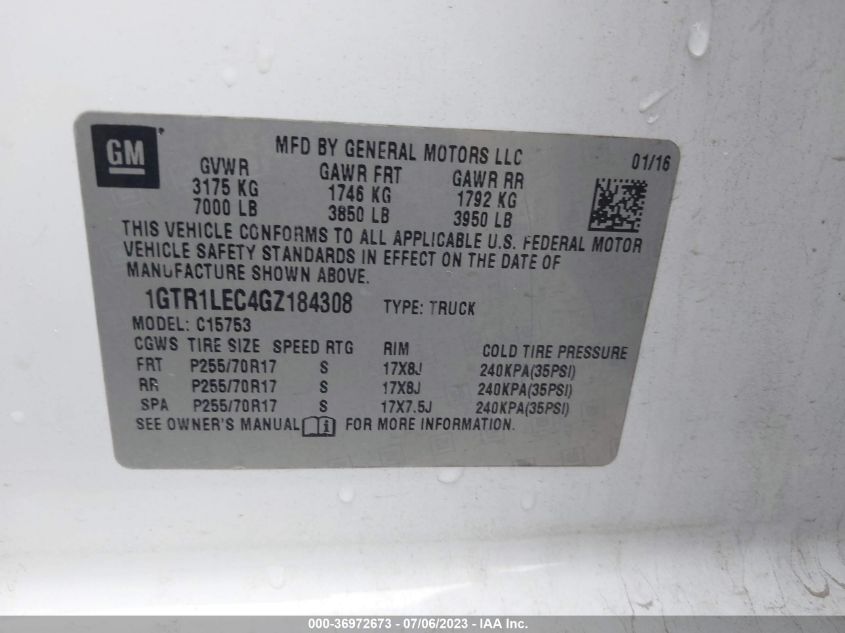 GM
MFD BY GENERAL MOTORS LLC 01/16
GVWR GAWR FRT GAWR RR
3175 KG 1746 KG 1792 KG
7000 LB 3850 LB 3950 LB
THIS VEHICLE CONFORMS TO ALL APPLICABLE U.S. FEDERAL MOTOR
VEHICLE SAFETY STANDARDS IN EFFECT ON THE DATE OF
MANUFACTURE SHOWN ABOVE.
1GTR1LEC4GZ184308 TYPE: TRUCK
MODEL: C15753
CGWS TIRE SIZE SPEED RTG RIM COLD TIRE PRESSURE
FRT P255/70R17 S 17X8J 240KPA(35PSI)
RR P255/70R17 S 17X8J 240KPA(35PSI)
SPA P255/70R17 S 17X7.5J 240KPA(35PSI)
SEE OWNER'S MANUAL i FOR MORE INFORMATION.
000-36972673 - 07/06/2023 - IAA Inc.